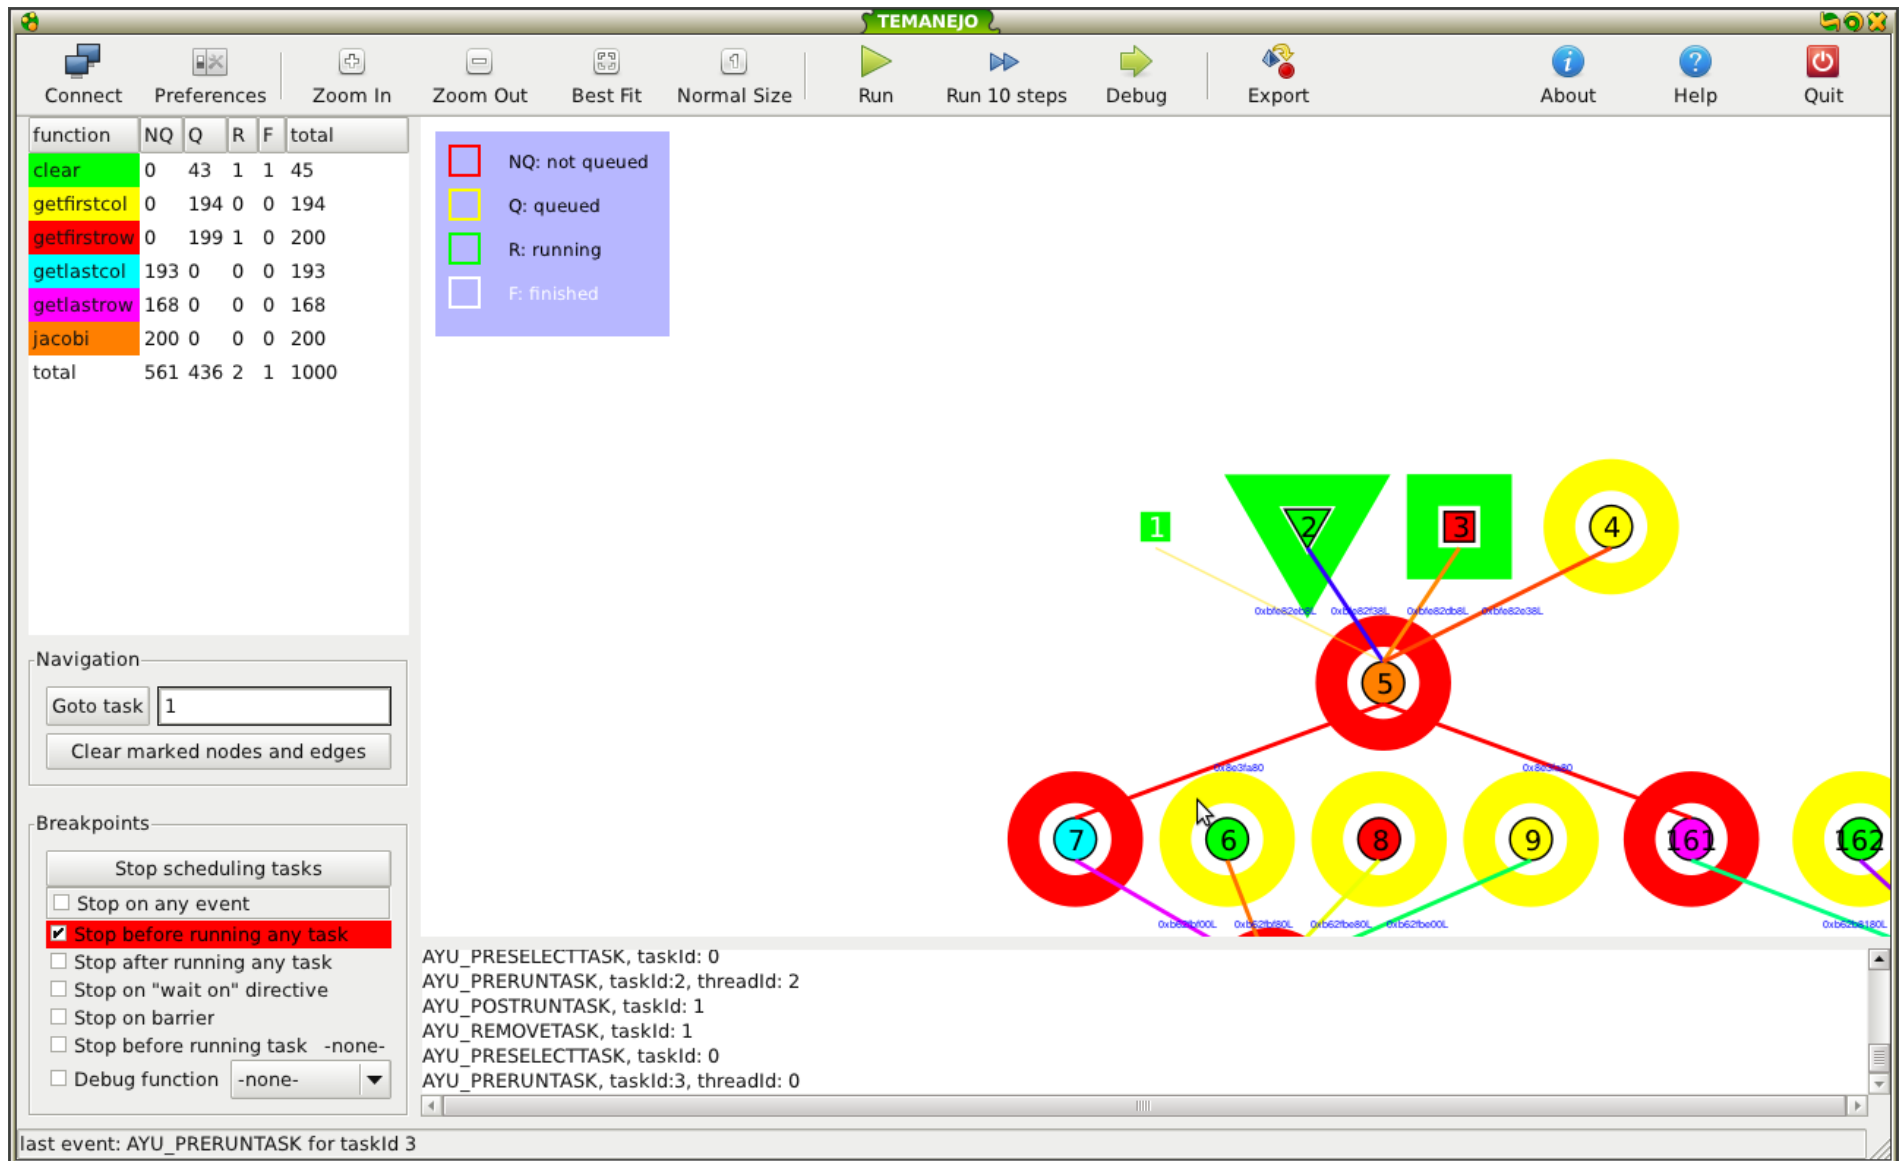 TEMANEJO
Connect Preferences Zoom In Zoom Out Best Fit Normal Size Run Run 10 steps Debug Export About Help Quit
function NQ Q R F total
clear 0 43 1 1 45
getfirstcol 0 194 0 0 194
getfirstrow 0 199 1 0 200
getlastcol 193 0 0 0 193
getlastrow 168 0 0 0 168
jacobi 200 0 0 0 200
total 561 436 2 1 1000
NQ: not queued
Q: queued
R: running
F: finished
1 2 3 4
0xbfe82f38L 0xbfe82db8L 0xbfe82e38L
5
0x8e3fa80 0x8e3fa80
7 6 8 9 161 162
0xb62fbf80L 0xb62fbe80L 0xb62fbe00L
Navigation
Goto task 1
Clear marked nodes and edges
Breakpoints
Stop scheduling tasks
Stop on any event
Stop before running any task
Stop after running any task
Stop on "wait on" directive
Stop on barrier
Stop before running task -none-
Debug function -none-
AYU_PRESELECTTASK, taskId: 0
AYU_PRERUNTASK, taskId:2, threadId: 2
AYU_POSTRUNTASK, taskId: 1
AYU_REMOVETASK, taskId: 1
AYU_PRESELECTTASK, taskId: 0
AYU_PRERUNTASK, taskId:3, threadId: 0
last event: AYU_PRERUNTASK for taskId 3